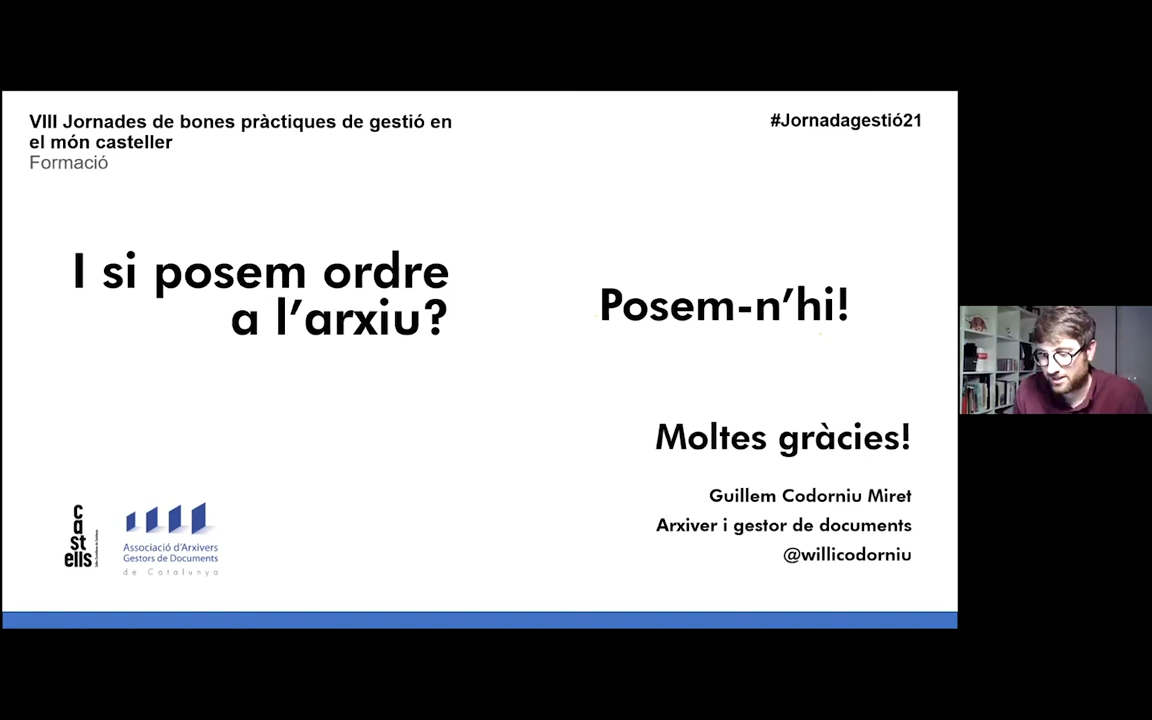 VIII Jornades de bones pràctiques de gestió en
el món casteller
Formació
#Jornadagestió21
I si posem ordre
a l’arxiu?
Posem-n’hi!
Moltes gràcies!
Guillem Codorniu Miret
Arxiver i gestor de documents
@willicodorniu
c
a
st
ells
Associació d'Arxivers
Gestors de Documents
de Catalunya